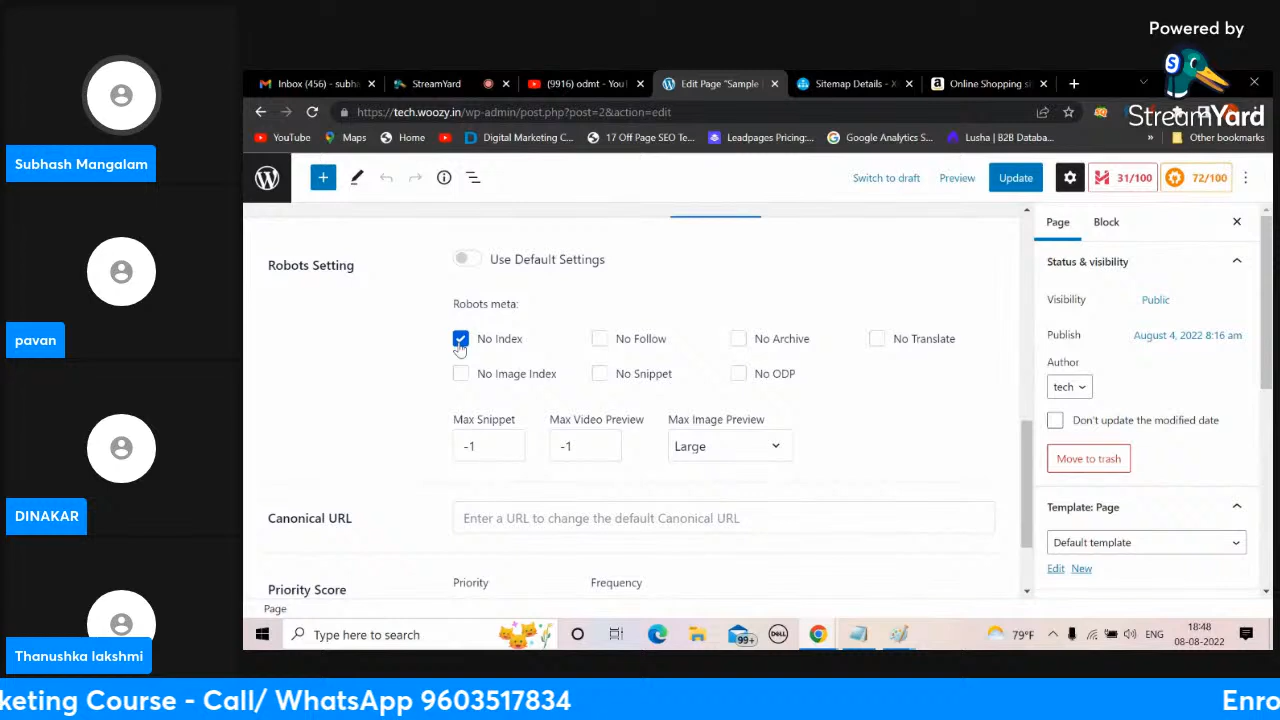 Powered by
StreamYard
Subhash Mangalam
pavan
DINAKAR
Thanushka lakshmi
Inbox (456) - subha
StreamYard
(9916) odmt - You
Edit Page "Sample
Sitemap Details - X
Online Shopping si
https://tech.woozy.in/wp-admin/post.php?post=2&action=edit
YouTube
Maps
Home
Digital Marketing C...
17 Off Page SEO Te...
Leadpages Pricing:...
Google Analytics S...
Lusha | B2B Databa...
»
Other bookmarks
Switch to draft
Preview
Update
31/100
72/100
Page
Block
Robots Setting
Use Default Settings
Robots meta:
No Index
No Follow
No Archive
No Translate
No Image Index
No Snippet
No ODP
Max Snippet
Max Video Preview
Max Image Preview
-1
-1
Large
Canonical URL
Enter a URL to change the default Canonical URL
Priority Score
Priority
Frequency
Page
Status & visibility
Visibility
Public
Publish
August 4, 2022 8:16 am
Author
tech
Don't update the modified date
Move to trash
Template: Page
Default template
Edit New
Type here to search
99+
DELL
79°F
ENG
18:48
08-08-2022
keting Course - Call/ WhatsApp 9603517834
Enro